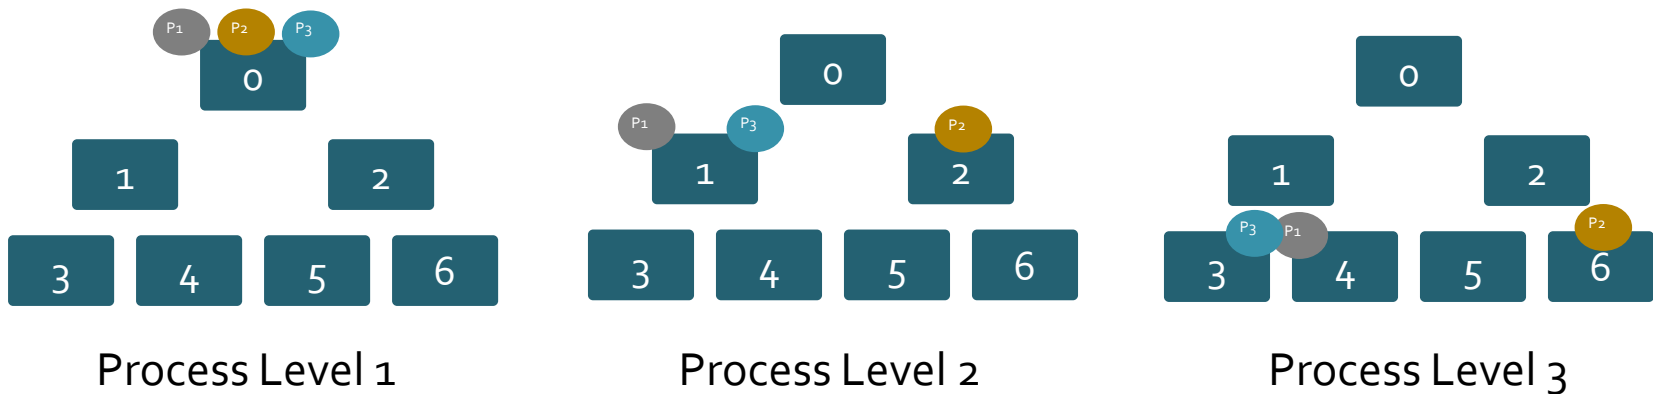 P1 P2 P3
0
1 2
3 4 5 6
Process Level 1
0
P1 P3 P2
1 2
3 4 5 6
Process Level 2
0
1 2
P3 P1 P2
3 4 5 6
Process Level 3